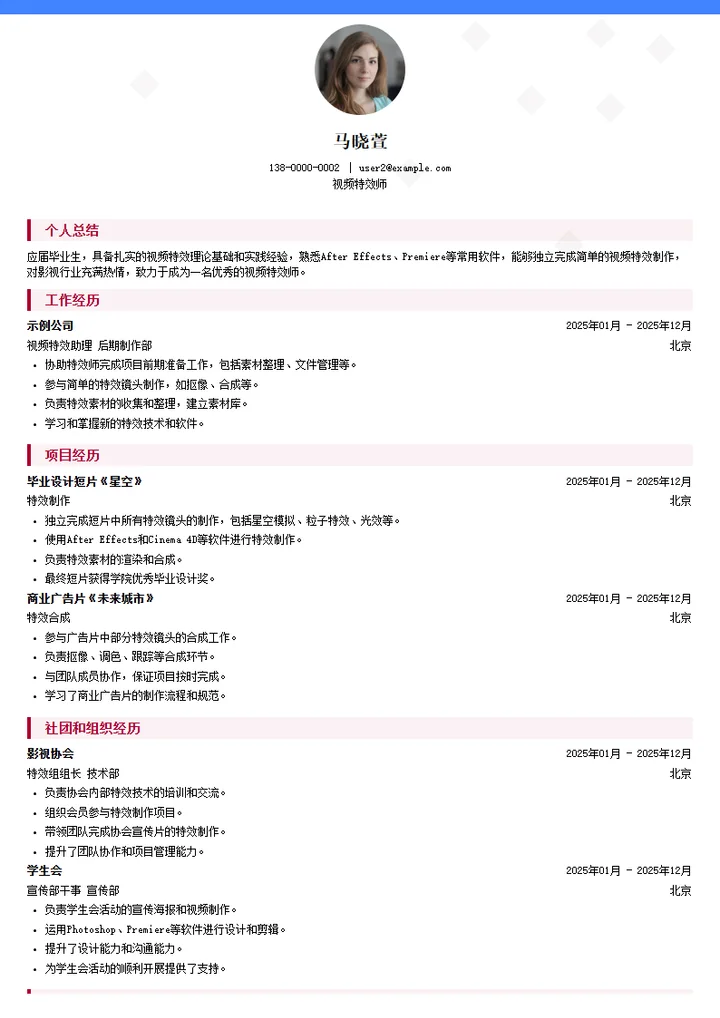 马晓萱
138-0000-0002 | user2@example.com
视频特效师
个人总结
应届毕业生，具备扎实的视频特效理论基础和实践经验，熟悉After Effects、Premiere等常用软件，能够独立完成简单的视频特效制作，
对影视行业充满热情，致力于成为一名优秀的视频特效师。
工作经历
示例公司 2025年01月 - 2025年12月
视频特效助理 后期制作部 北京
• 协助特效师完成项目前期准备工作，包括素材整理、文件管理等。
• 参与简单的特效镜头制作，如抠像、合成等。
• 负责特效素材的收集和整理，建立素材库。
• 学习和掌握新的特效技术和软件。
项目经历
毕业设计短片《星空》 2025年01月 - 2025年12月
特效制作 北京
• 独立完成短片中所有特效镜头的制作，包括星空模拟、粒子特效、光效等。
• 使用After Effects和Cinema 4D等软件进行特效制作。
• 负责特效素材的渲染和合成。
• 最终短片获得学院优秀毕业设计奖。
商业广告片《未来城市》 2025年01月 - 2025年12月
特效合成 北京
• 参与广告片中部分特效镜头的合成工作。
• 负责抠像、调色、跟踪等合成环节。
• 与团队成员协作，保证项目按时完成。
• 学习了商业广告片的制作流程和规范。
社团和组织经历
影视协会 2025年01月 - 2025年12月
特效组组长 技术部 北京
• 负责协会内部特效技术的培训和交流。
• 组织会员参与特效制作项目。
• 带领团队完成协会宣传片的特效制作。
• 提升了团队协作和项目管理能力。
学生会 2025年01月 - 2025年12月
宣传部干事 宣传部 北京
• 负责学生会活动的宣传海报和视频制作。
• 运用Photoshop、Premiere等软件进行设计和剪辑。
• 提升了设计能力和沟通能力。
• 为学生会活动的顺利开展提供了支持。